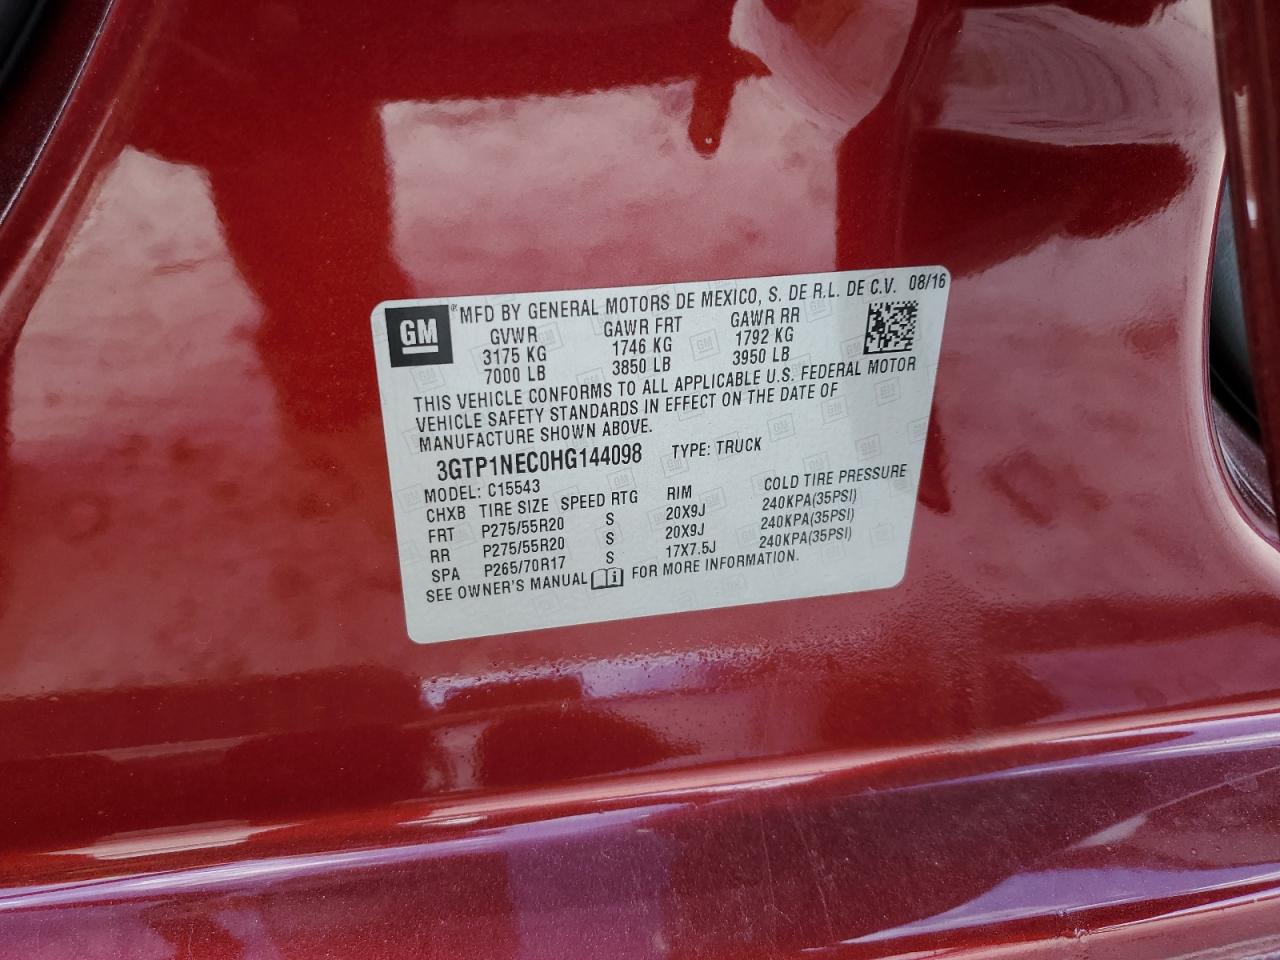 GM
® MFD BY GENERAL MOTORS DE MEXICO, S. DE R.L. DE C.V. 08/16
GVWR GAWR FRT GAWR RR
3175 KG 1746 KG 1792 KG
7000 LB 3850 LB 3950 LB
THIS VEHICLE CONFORMS TO ALL APPLICABLE U.S. FEDERAL MOTOR
VEHICLE SAFETY STANDARDS IN EFFECT ON THE DATE OF
MANUFACTURE SHOWN ABOVE.
3GTP1NEC0HG144098 TYPE: TRUCK
MODEL: C15543
CHXB TIRE SIZE SPEED RTG RIM COLD TIRE PRESSURE
FRT P275/55R20 S 20X9J 240KPA(35PSI)
RR P275/55R20 S 20X9J 240KPA(35PSI)
SPA P265/70R17 S 17X7.5J 240KPA(35PSI)
SEE OWNER'S MANUAL i FOR MORE INFORMATION.